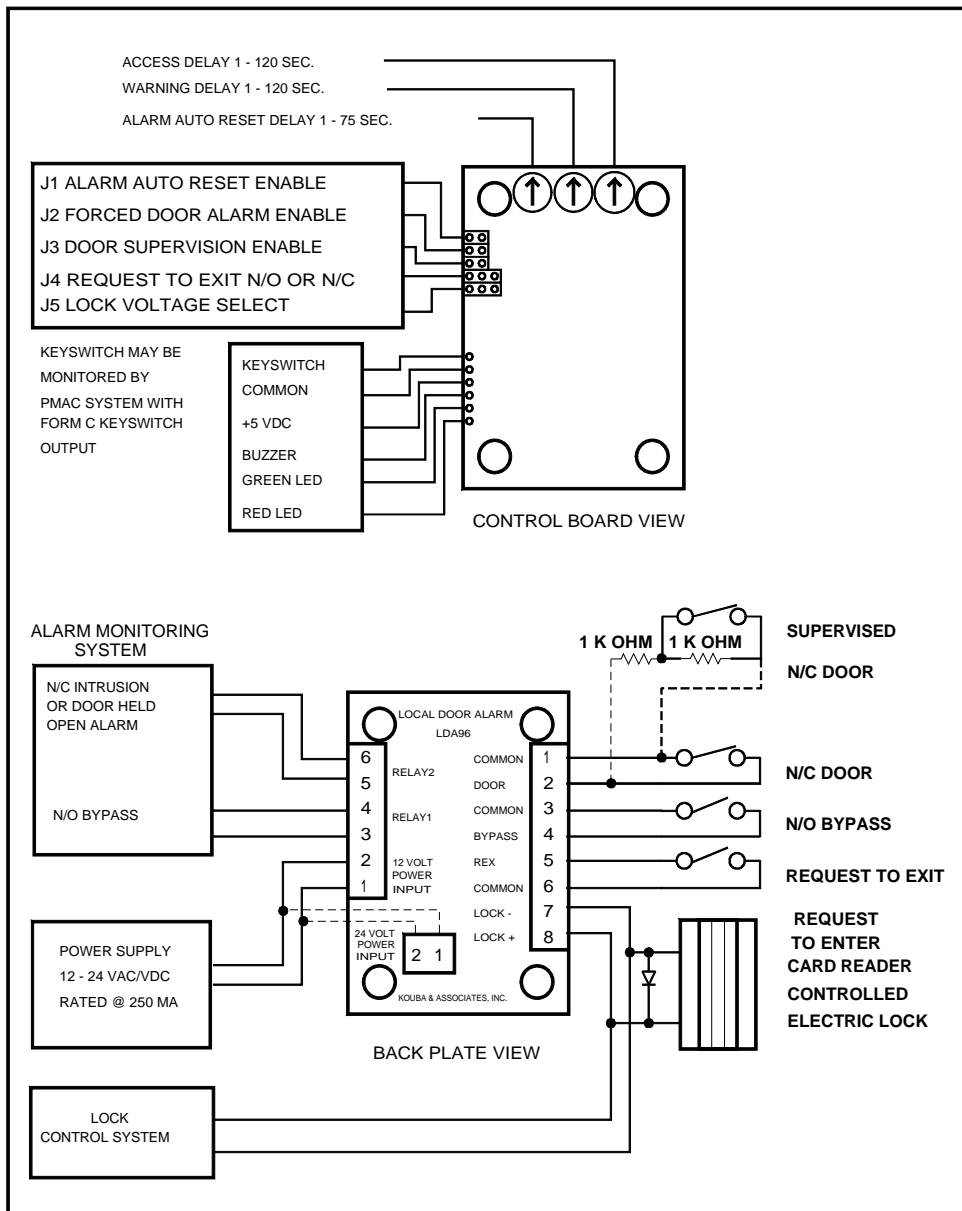 ACCESS DELAY 1 - 120 SEC.
WARNING DELAY 1 - 120 SEC.
ALARM AUTO RESET DELAY 1 - 75 SEC.
J1 ALARM AUTO RESET ENABLE
J2 FORCED DOOR ALARM ENABLE
J3 DOOR SUPERVISION ENABLE
J4 REQUEST TO EXIT N/O OR N/C
J5 LOCK VOLTAGE SELECT
KEYSWITCH MAY BE
MONITORED BY
PMAC SYSTEM WITH
FORM C KEYSWITCH
OUTPUT
KEYSWITCH
COMMON
+5 VDC
BUZZER
GREEN LED
RED LED
CONTROL BOARD VIEW
ALARM MONITORING
SYSTEM
N/C INTRUSION
OR DOOR HELD
OPEN ALARM
N/O BYPASS
POWER SUPPLY
12 - 24 VAC/VDC
RATED @ 250 MA
LOCK
CONTROL SYSTEM
LOCAL DOOR ALARM
LDA96
6
5
4
3
2
1
RELAY2
RELAY1
12 VOLT
POWER
INPUT
24 VOLT
POWER
INPUT
2 1
COMMON 1
DOOR 2
COMMON 3
BYPASS 4
REX 5
COMMON 6
LOCK - 7
LOCK + 8
KOUBA & ASSOCIATES, INC.
BACK PLATE VIEW
1 K OHM 1 K OHM
SUPERVISED
N/C DOOR
N/C DOOR
N/O BYPASS
REQUEST TO EXIT
REQUEST
TO ENTER
CARD READER
CONTROLLED
ELECTRIC LOCK